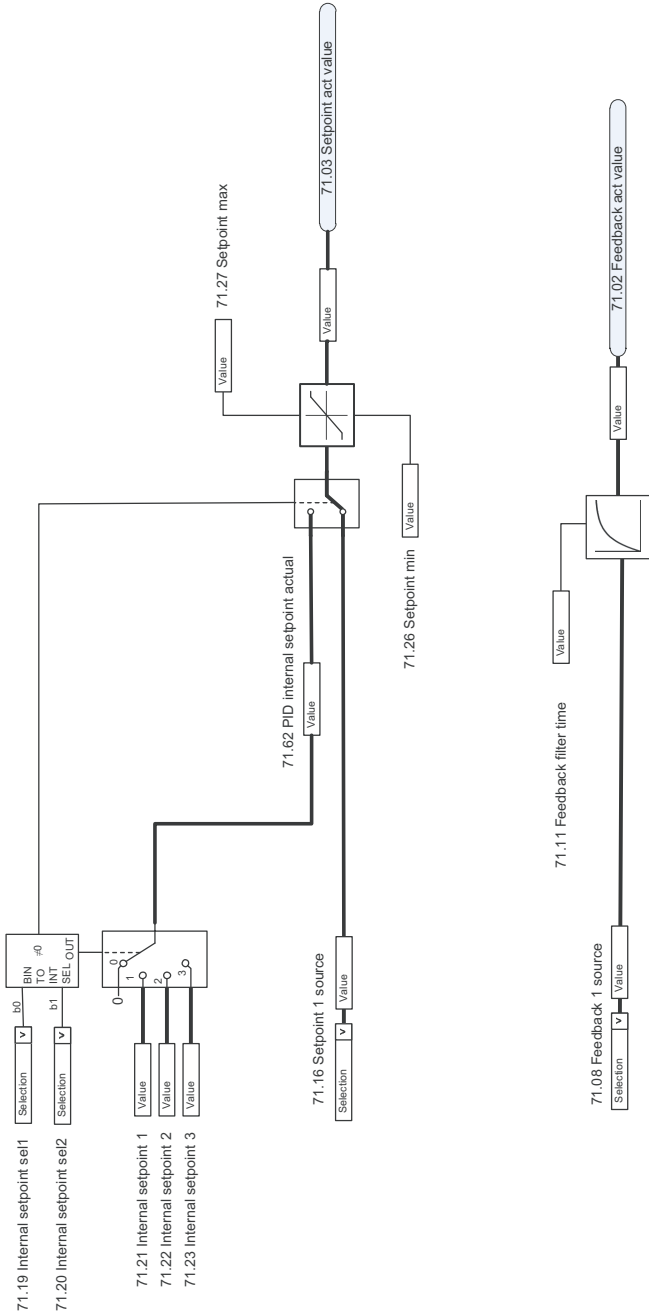 71.19 Internal setpoint sel1
Selection
v
b0
71.20 Internal setpoint sel2
Selection
v
b1
BIN
TO
INT
SEL
≠0
OUT
71.21 Internal setpoint 1
Value
71.22 Internal setpoint 2
Value
71.23 Internal setpoint 3
Value
0
0
1
2
3
71.62 PID internal setpoint actual
Value
71.16 Setpoint 1 source
Selection
v
Value
71.27 Setpoint max
Value
71.26 Setpoint min
Value
Value
71.03 Setpoint act value
71.11 Feedback filter time
Value
71.08 Feedback 1 source
Selection
v
Value
Value
71.02 Feedback act value